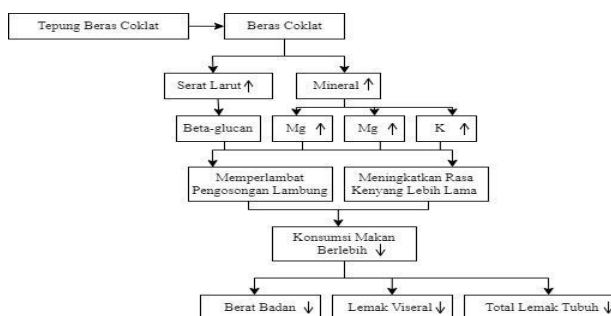 Tepung Beras Coklat
Beras Coklat
Serat Larut ↑
Mineral ↑
Beta-glucan
Mg ↑
Mg ↑
K ↑
Memperlambat
Pengosongan Lambung
Meningkatkan Rasa
Kenyang Lebih Lama
Konsumsi Makan
Berlebih ↓
Berat Badan ↓
Lemak Viseral ↓
Total Lemak Tubuh ↓